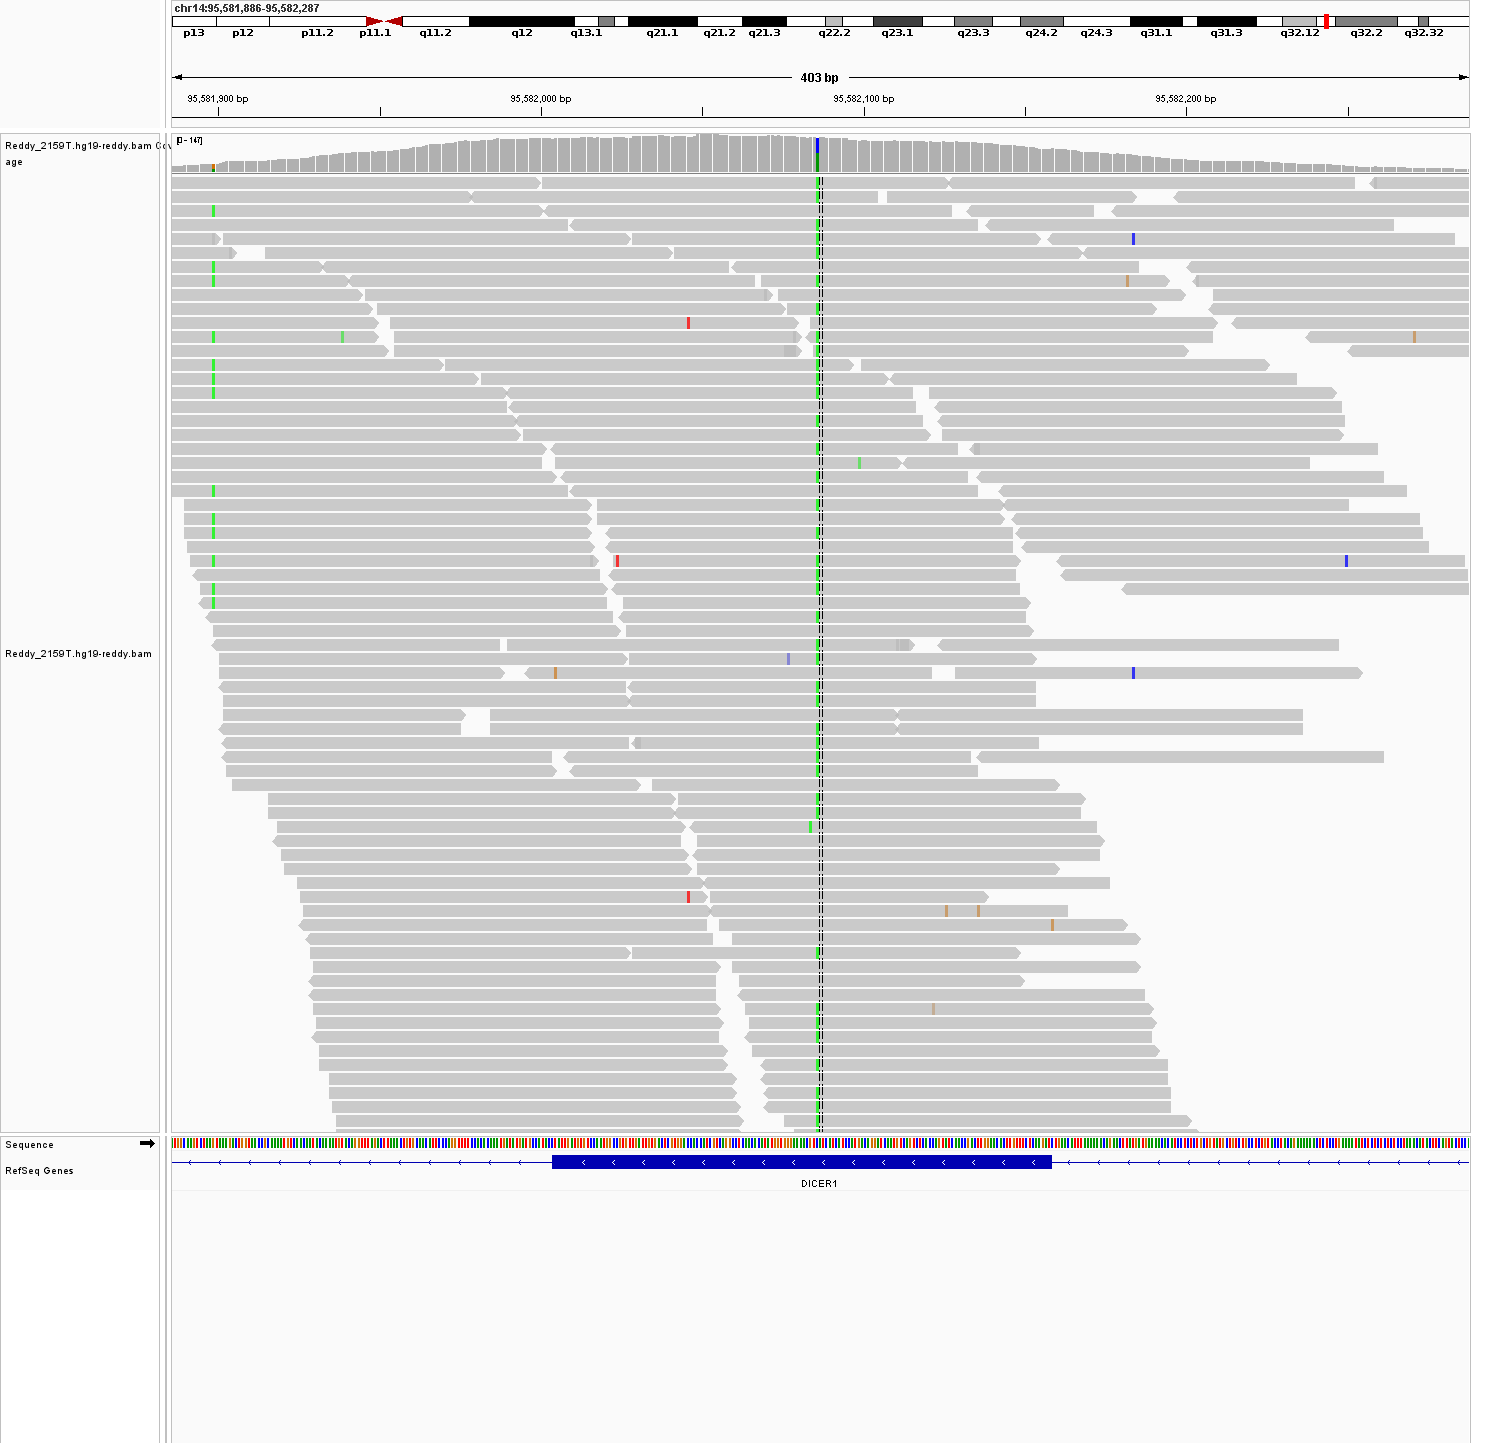 chr14:95,581,886-95,582,287
p13 p12 p11.2 p11.1 q11.2 q12 q13.1 q21.1 q21.2 q21.3 q22.2 q23.1 q23.3 q24.2 q24.3 q31.1 q31.3 q32.12 q32.2 q32.32
403 bp
95,581,900 bp 95,582,000 bp 95,582,100 bp 95,582,200 bp
[0 - 147]
Reddy_2159T.hg19-reddy.bam Cov
age
Reddy_2159T.hg19-reddy.bam
Sequence
RefSeq Genes
DICER1